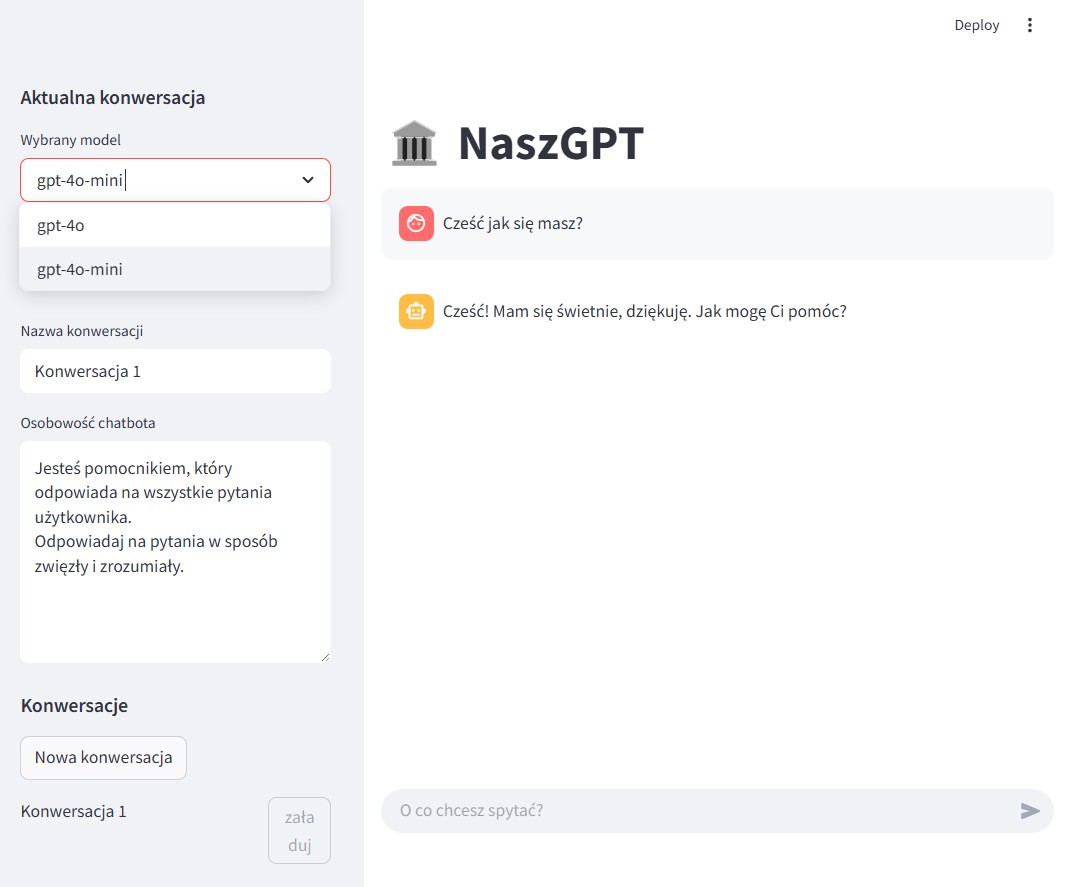 Deploy
Aktualna konwersacja
Wybrany model
gpt-4o-mini
gpt-4o
gpt-4o-mini
Nazwa konwersacji
Konwersacja 1
Osobowość chatbota
Jesteś pomocnikiem, który
odpowiada na wszystkie pytania
użytkownika.
Odpowiadaj na pytania w sposób
zwięzły i zrozumiały.
Konwersacje
Nowa konwersacja
Konwersacja 1
zała
duj
NaszGPT
Cześć jak się masz?
Cześć! Mam się świetnie, dziękuję. Jak mogę Ci pomóc?
O co chcesz spytać?